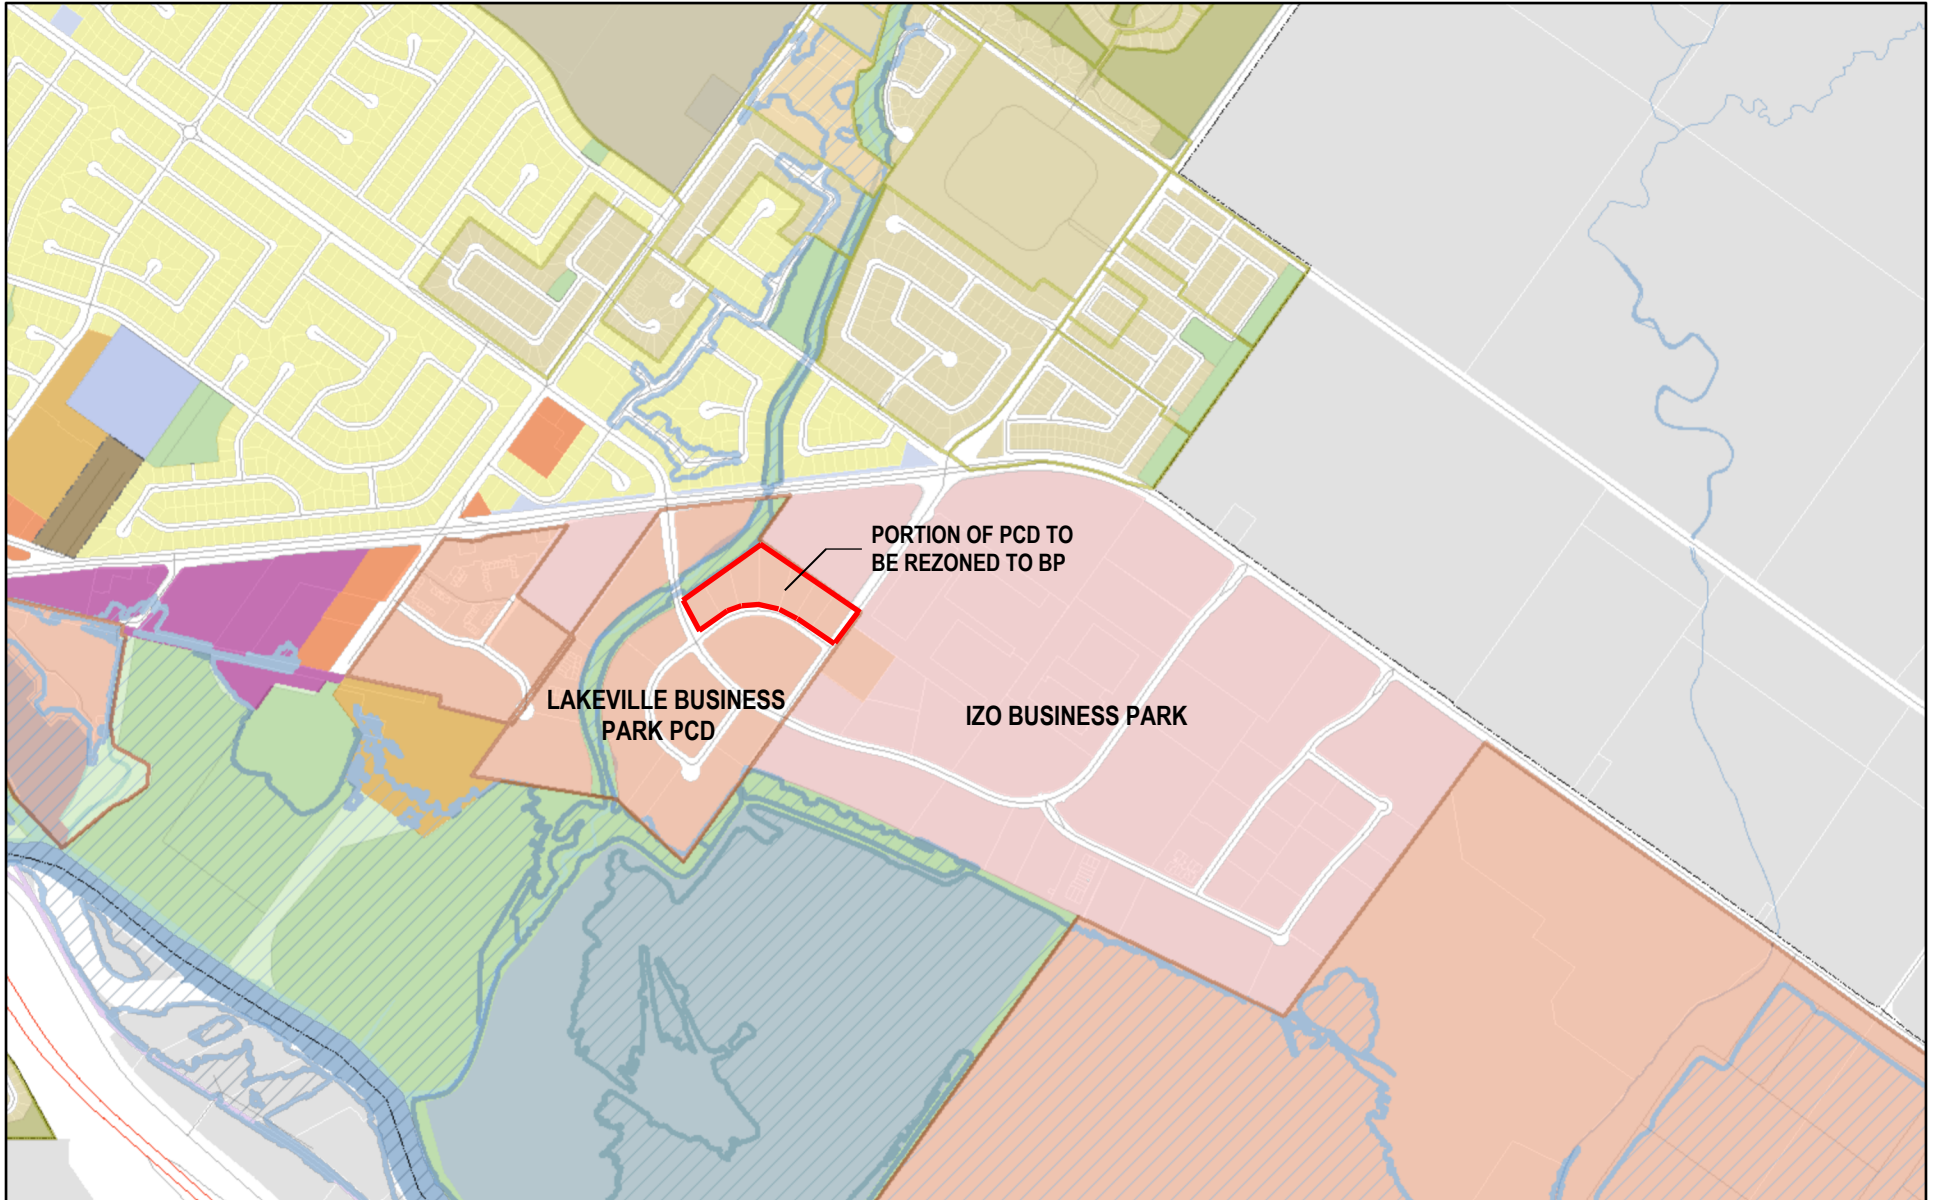 PORTION OF PCD TO
BE REZONED TO BP
LAKEVILLE BUSINESS
PARK PCD
IZO BUSINESS PARK